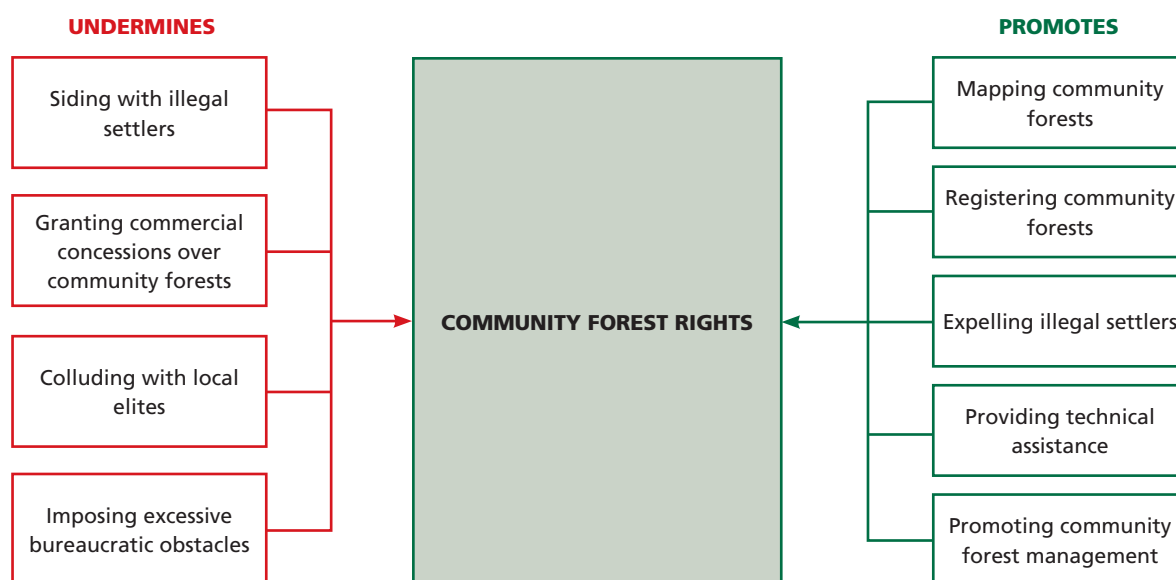 UNDERMINES
Siding with illegal
settlers
Granting commercial
concessions over
community forests
Colluding with local
elites
Imposing excessive
bureaucratic obstacles
COMMUNITY FOREST RIGHTS
PROMOTES
Mapping community
forests
Registering community
forests
Expelling illegal settlers
Providing technical
assistance
Promoting community
forest management